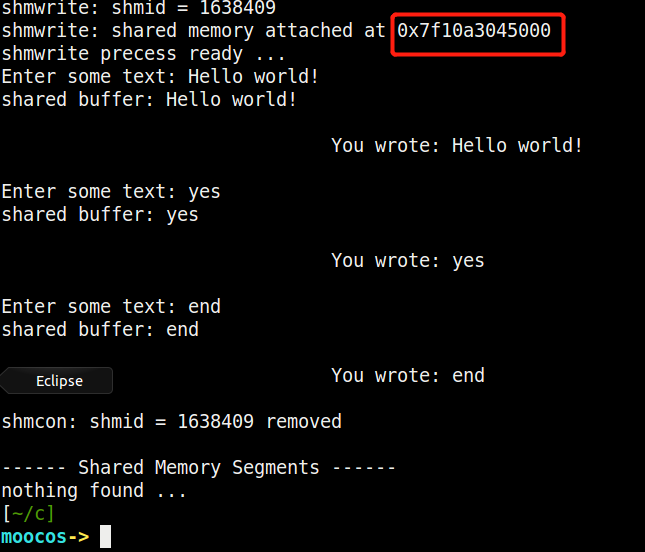 shmwrite: shmid = 1638409
shmwrite: shared memory attached at 0x7f10a3045000
shmwrite precess ready ...
Enter some text: Hello world!
shared buffer: Hello world!
You wrote: Hello world!
Enter some text: yes
shared buffer: yes
You wrote: yes
Enter some text: end
shared buffer: end
Eclipse
You wrote: end
shmcon: shmid = 1638409 removed
------ Shared Memory Segments ------
nothing found ...
[~/c]
moocos->